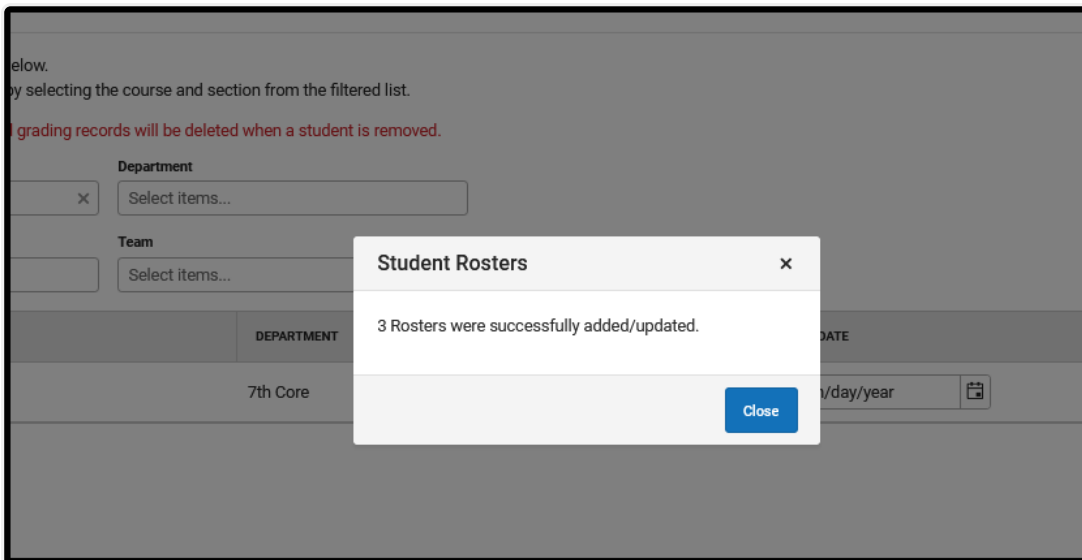 elow.
by selecting the course and section from the filtered list.
grading records will be deleted when a student is removed.
Department
Select items...
Team
Select items...
Student Rosters
3 Rosters were successfully added/updated.
DEPARTMENT
DATE
7th Core
/day/year
Close